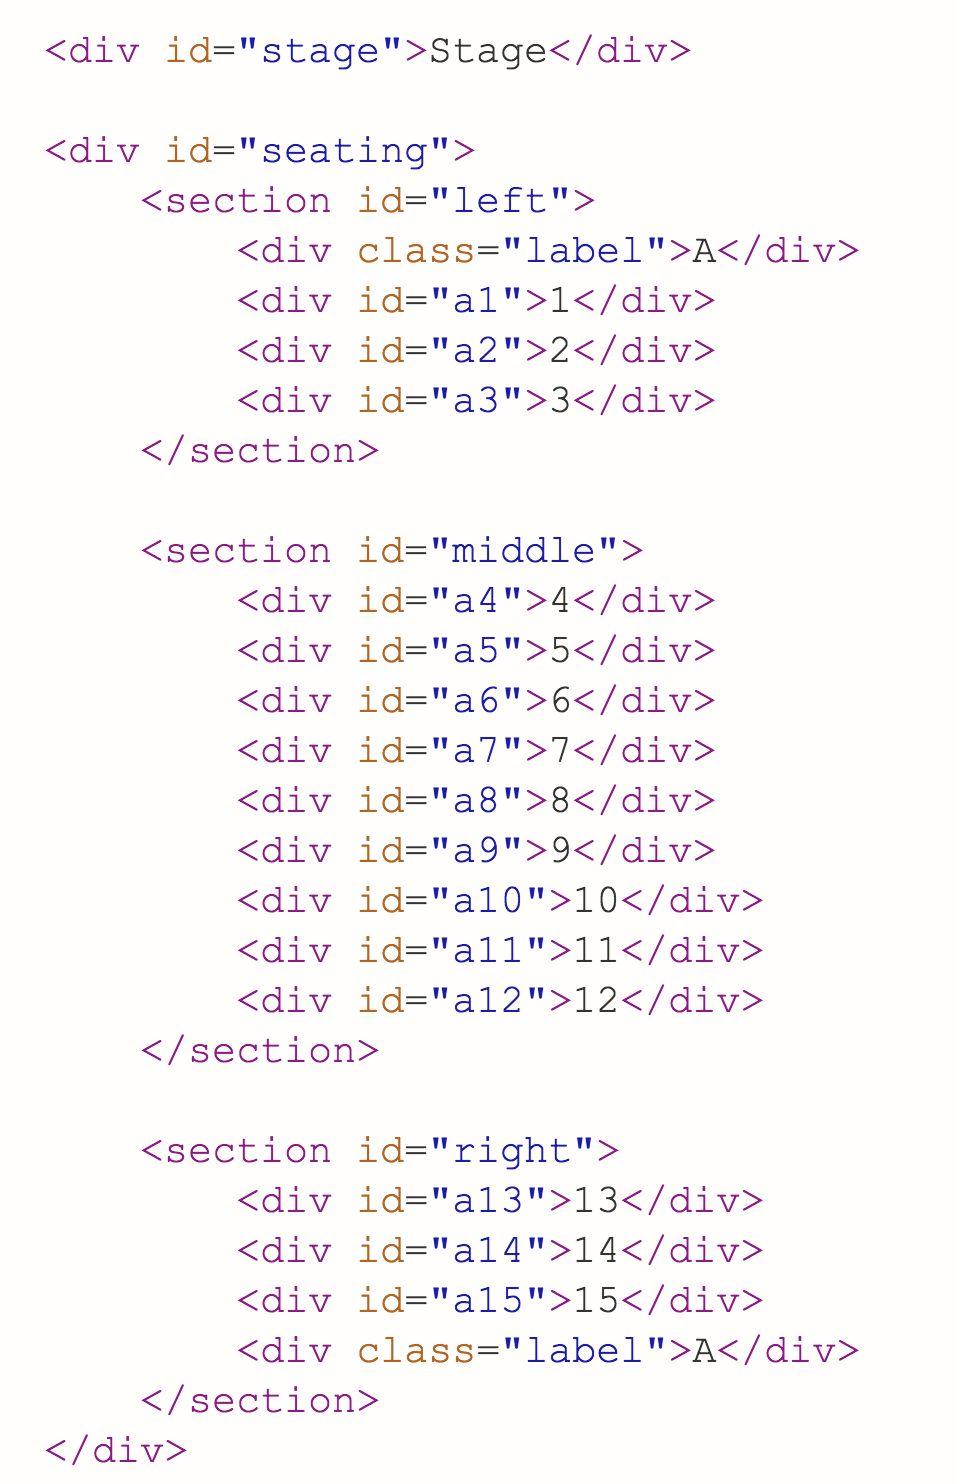 <div id="stage">Stage</div>
<div id="seating">
<section id="left">
<div class="label">A</div>
<div id="a1">1</div>
<div id="a2">2</div>
<div id="a3">3</div>
</section>
<section id="middle">
<div id="a4">4</div>
<div id="a5">5</div>
<div id="a6">6</div>
<div id="a7">7</div>
<div id="a8">8</div>
<div id="a9">9</div>
<div id="a10">10</div>
<div id="a11">11</div>
<div id="a12">12</div>
</section>
<section id="right">
<div id="a13">13</div>
<div id="a14">14</div>
<div id="a15">15</div>
<div class="label">A</div>
</section>
</div>